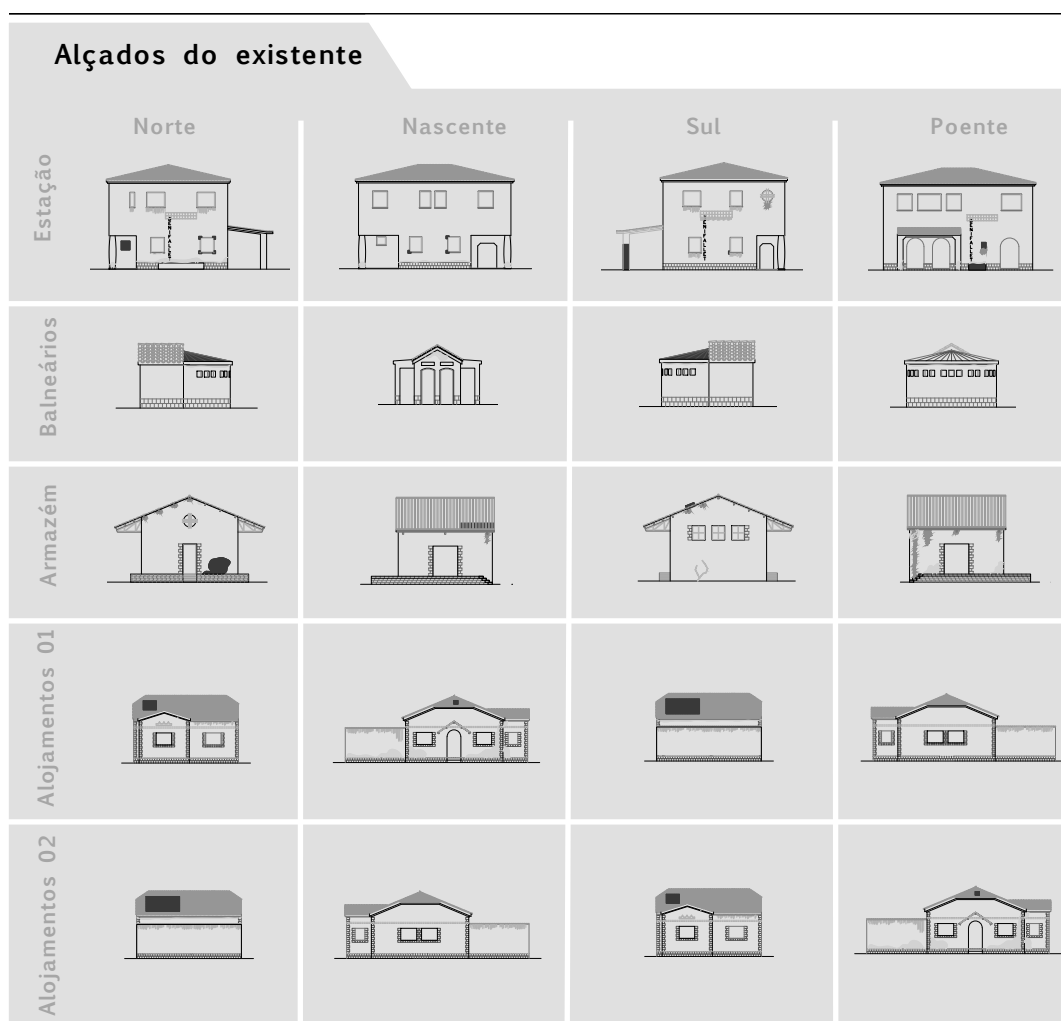 Alçados do existente
Norte Nascente Sul Poente
Estação
Balneários
Armazém
Alojamentos 01
Alojamentos 02